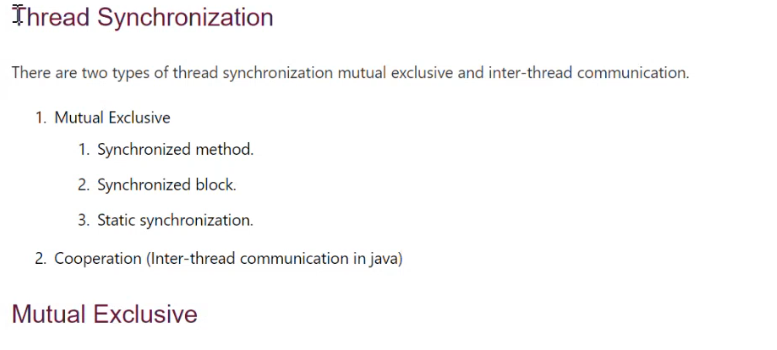 Thread Synchronization
There are two types of thread synchronization mutual exclusive and inter-thread communication.
1. Mutual Exclusive
1. Synchronized method.
2. Synchronized block.
3. Static synchronization.
2. Cooperation (Inter-thread communication in java)
Mutual Exclusive